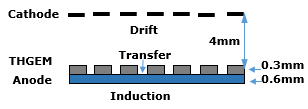 Cathode
Drift
4mm
THGEM
Transfer
0.3mm
Anode
0.6mm
Induction